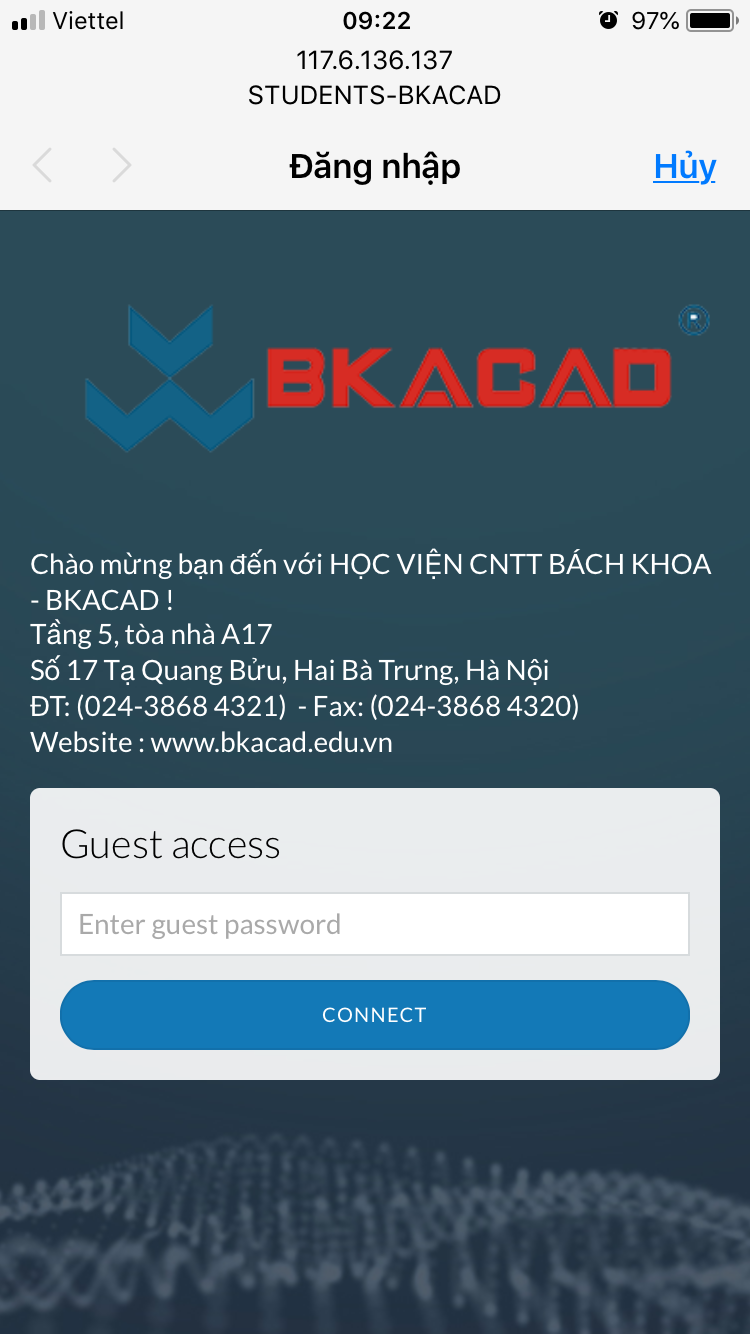 Viettel 09:22 97%
117.6.136.137
STUDENTS-BKACAD
Đăng nhập Hủy
BKACAD ®
Chào mừng bạn đến với HỌC VIỆN CNTT BÁCH KHOA
- BKACAD !
Tầng 5, tòa nhà A17
Số 17 Tạ Quang Bửu, Hai Bà Trưng, Hà Nội
ĐT: (024-3868 4321) - Fax: (024-3868 4320)
Website : www.bkacad.edu.vn
Guest access
Enter guest password
CONNECT